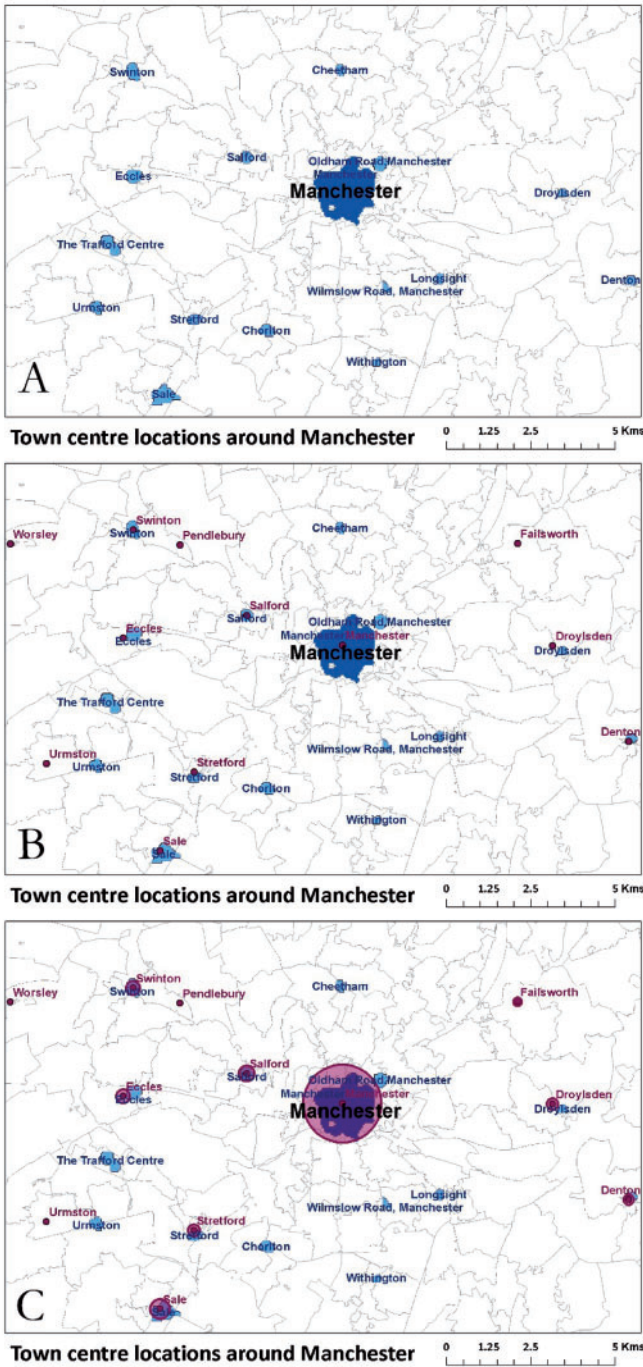 Swinton
Cheetham
Salford
Oldham Road,Manchester
Manchester
Eccles
Manchester
Droylsden
The Trafford Centre
Longsight
Denton
Wilmslow Road, Manchester
Urmston
Stretford
Chorlton
Withington
Sale
A
Town centre locations around Manchester
0 1.25 2.5 5 Kms
Swinton
Worsley
Swinton
Pendlebury
Cheetham
Failsworth
Salford
Salford
Oldham Road,Manchester
Eccles
Eccles
Manchester Manchester
Manchester
Droylsden
Droylsden
The Trafford Centre
Longsight
Denton
Wilmslow Road, Manchester
Urmston
Urmston
Stretford
Stretford
Chorlton
Withington
Sale
Sale
B
Town centre locations around Manchester
0 1.25 2.5 5 Kms
Swinton
Worsley
Swinton
Pendlebury
Cheetham
Failsworth
Salford
Salford
Oldham Road,Manchester
Eccles
Eccles
Manchester Manchester
Manchester
Droylsden
Droylsden
The Trafford Centre
Longsight
Denton
Wilmslow Road, Manchester
Urmston
Urmston
Stretford
Stretford
Chorlton
Withington
Sale
Sale
C
Town centre locations around Manchester
0 1.25 2.5 5 Kms